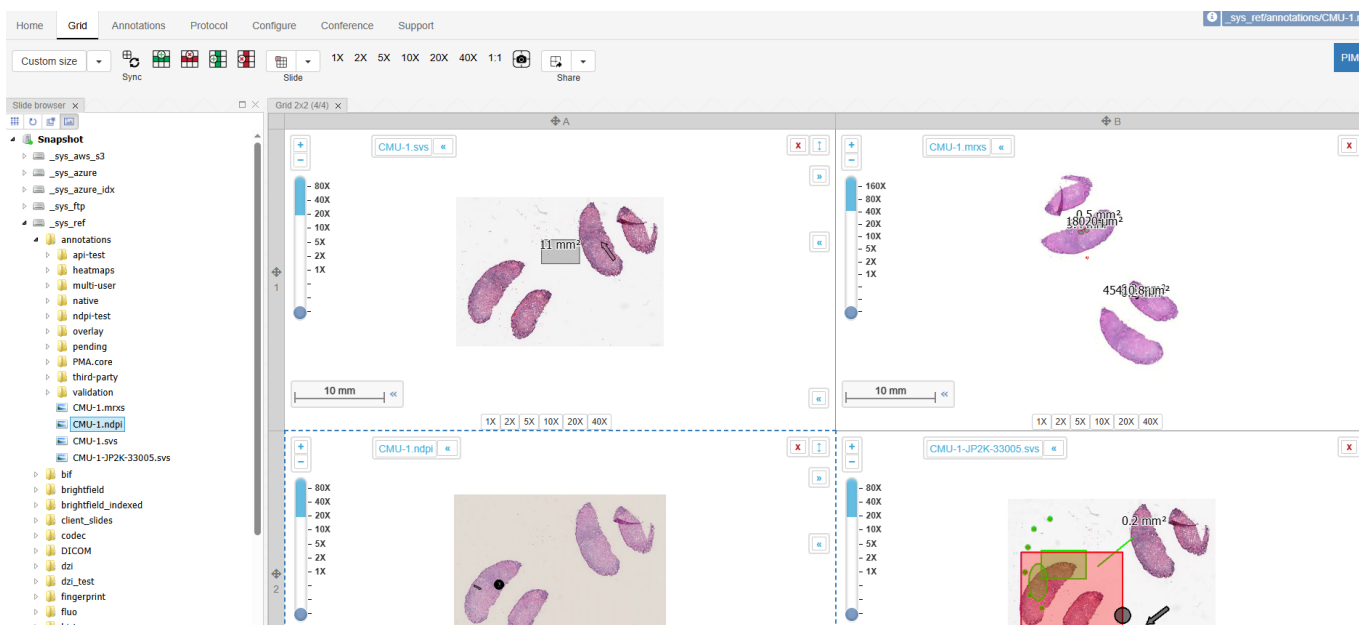 Home Grid Annotations Protocol Configure Conference Support
_sys_ref/annotations/CMU-1.
Custom size
Sync
Slide
1X 2X 5X 10X 20X 40X 1:1
Share
PIM
Slide browser x
Grid 2x2 (4/4) x
Snapshot
_sys_aws_s3
_sys_azure
_sys_azure_idx
_sys_ftp
_sys_ref
annotations
api-test
heatmaps
multi-user
native
ndpi-test
overlay
pending
PMA.core
third-party
validation
CMU-1.mrxs
CMU-1.ndpi
CMU-1.svs
CMU-1-JP2K-33005.svs
bif
brightfield
brightfield_indexed
client_slides
codec
DICOM
dzi
dzi_test
fingerprint
fluo
A
B
1
2
+
−
CMU-1.svs «
x
»
«
80X
40X
20X
10X
5X
2X
1X
11 mm²
10 mm «
«
1X 2X 5X 10X 20X 40X
+
−
CMU-1.mrxs «
x
160X
80X
40X
20X
10X
5X
2X
1X
0.5 mm²
10 mm «
1X 2X 5X 10X 20X 40X
+
−
CMU-1.ndpi «
x
»
«
80X
40X
20X
10X
5X
2X
1X
+
−
CMU-1-JP2K-33005.svs «
x
80X
40X
20X
10X
5X
2X
1X
0.2 mm²